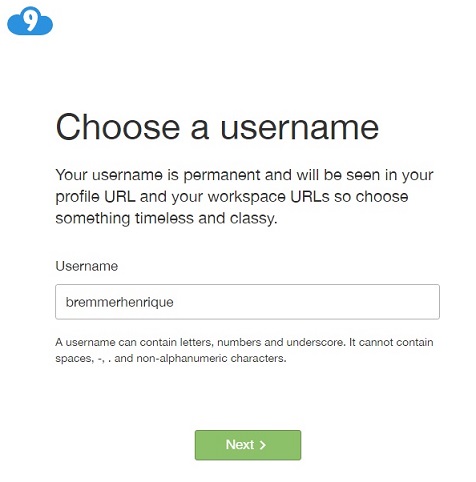 9
Choose a username
Your username is permanent and will be seen in your
profile URL and your workspace URLs so choose
something timeless and classy.
Username
bremmerhenrique
A username can contain letters, numbers and underscore. It cannot contain
spaces, -, . and non-alphanumeric characters.
Next >